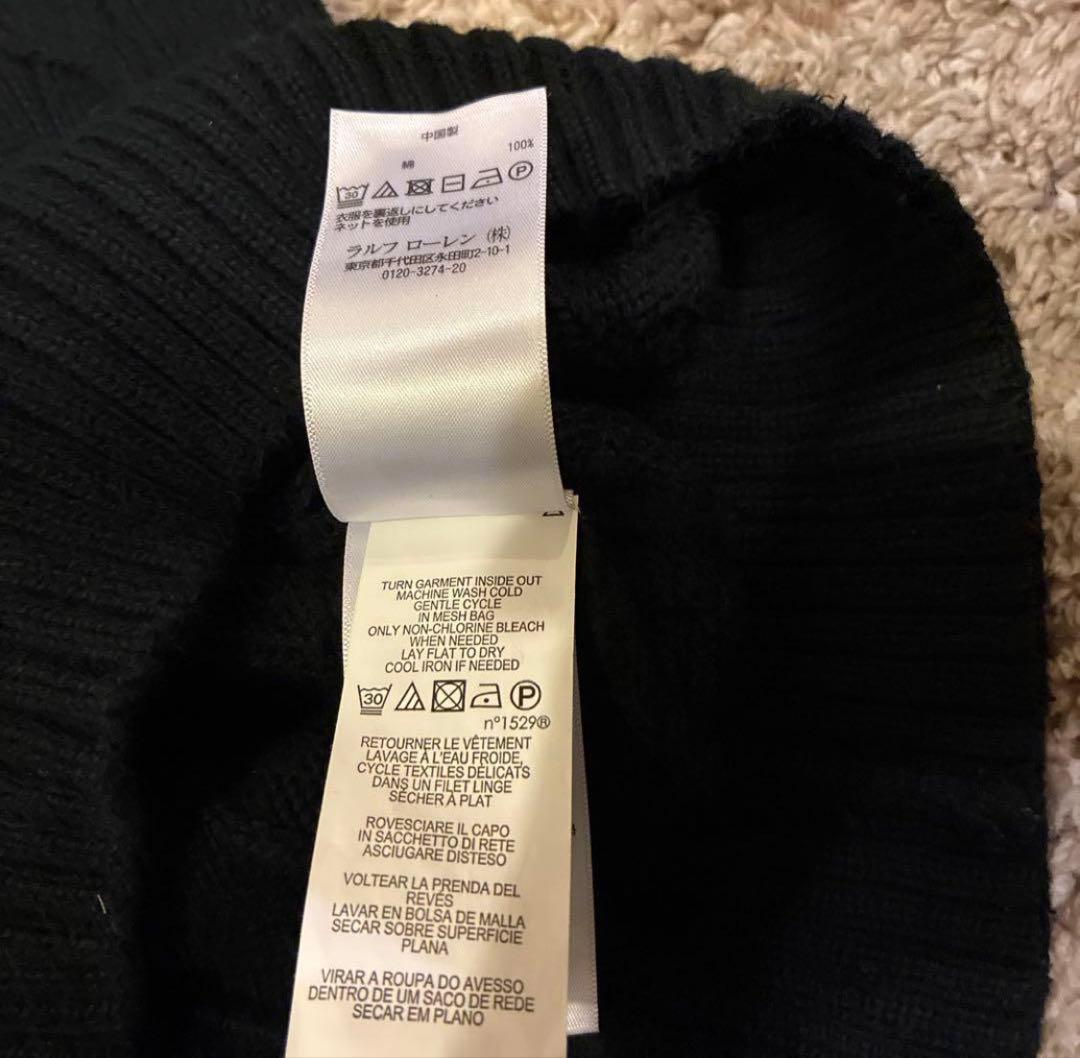 中国製
綿 100%
30 P
衣服を裏返しにしてください
ネットを使用
ラルフ ローレン (株)
東京都千代田区永田町2-10-1
0120-3274-20
TURN GARMENT INSIDE OUT
MACHINE WASH COLD
GENTLE CYCLE
IN MESH BAG
ONLY NON-CHLORINE BLEACH
WHEN NEEDED
LAY FLAT TO DRY
COOL IRON IF NEEDED
30 P
nº1529®
RETOURNER LE VÊTEMENT
LAVAGE À L'EAU FROIDE,
CYCLE TEXTILES DÉLICATS
DANS UN FILET LINGE
SÉCHER À PLAT
ROVESCIARE IL CAPO
IN SACCHETTO DI RETE
ASCIUGARE DISTESO
VOLTEAR LA PRENDA DEL
REVÉS
LAVAR EN BOLSA DE MALLA
SECAR SOBRE SUPERFICIE
PLANA
VIRAR A ROUPA DO AVESSO
DENTRO DE UM SACO DE REDE
SECAR EM PLANO